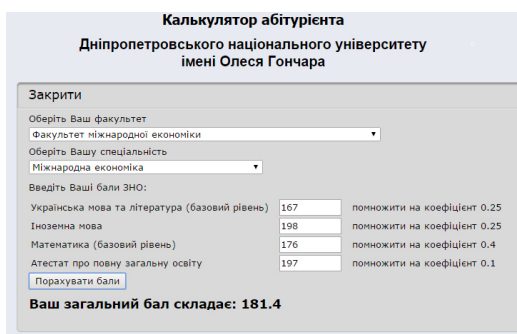 Калькулятор абітурієнта
Дніпропетровського національного університету
імені Олеся Гончара
Закрити
Оберіть Ваш факультет
Факультет міжнародної економіки
Оберіть Вашу спеціальність
Міжнародна економіка
Введіть Ваші бали ЗНО:
Українська мова та література (базовий рівень) 167 помножити на коефіцієнт 0.25
Іноземна мова 198 помножити на коефіцієнт 0.25
Математика (базовий рівень) 176 помножити на коефіцієнт 0.4
Атестат про повну загальну освіту 197 помножити на коефіцієнт 0.1
Порахувати бали
Ваш загальний бал складає: 181.4